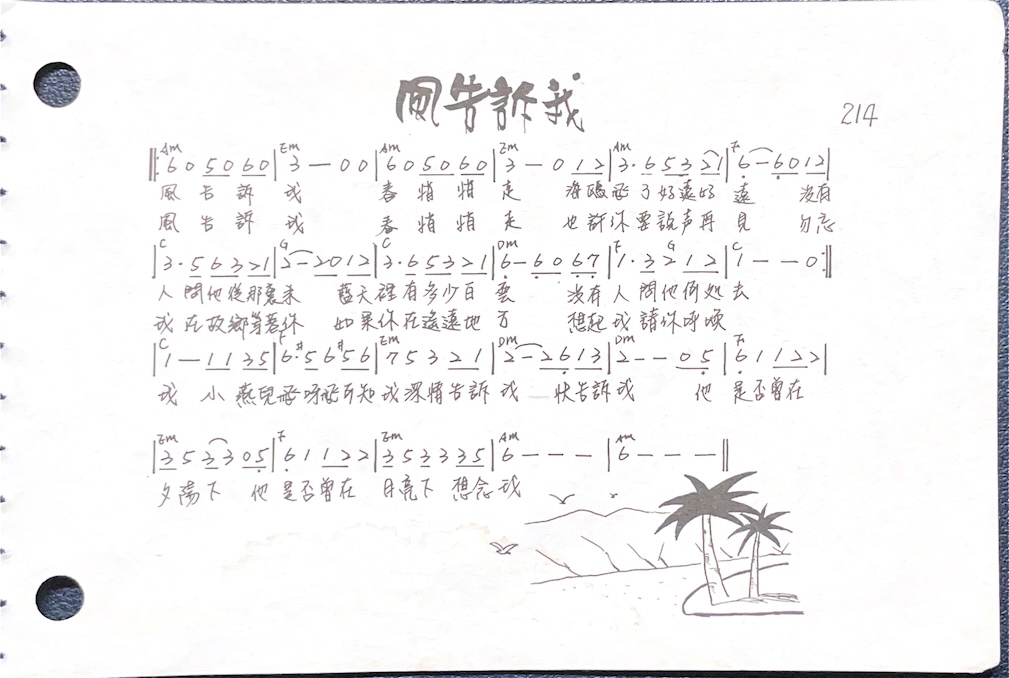 風告訴我
214
Am Em Am Em Am F
‖: 6 0 5 0 6 0 | 3 — 0 0 | 6 0 5 0 6 0 | 3 — 0 1 2 | 3 · 6 5 3 2 1 | 6 — 6 0 1 2 |
風告訴我 春悄悄走 海鷗飛了好遠好遠 沒有
風告訴我 春悄悄走 也許你要說声再見 勿忘
C G C Dm F G C
| 3 · 5 6 3 2 1 | 2 — 2 0 1 2 | 3 · 6 5 3 2 1 | 6 — 6 0 6 7 | 1 · 3 2 1 2 | 1 — — 0 :‖
人問他從那裏來 藍天裡有多少白雲 沒有人問他何処去
我在故鄉等著你 如果你在遙遠地方 想起我請你呼喚
C F Em Dm Dm F
| 1 — 1 1 3 5 | 6 · #5 6 #5 6 | 7 5 3 2 1 | 2 — 2 6 1 3 | 2 — — 0 5 | 6 1 1 2 2 |
我 小燕兒飛呀飛可知我深情告訴我 快告訴我 他是否曾在
Em F Em Am Am
| 3 5 3 3 0 5 | 6 1 1 2 2 | 3 5 3 3 3 5 | 6 — — — | 6 — — — ‖
夕陽下 他是否曾在 月亮下 想念我